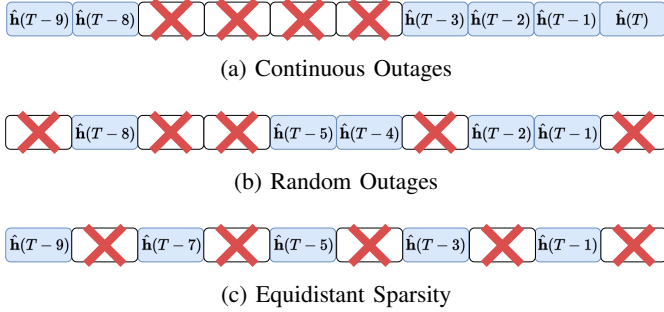 ĥ(T − 9) ĥ(T − 8) ĥ(T − 3) ĥ(T − 2) ĥ(T − 1) ĥ(T)
(a) Continuous Outages
ĥ(T − 8) ĥ(T − 5) ĥ(T − 4) ĥ(T − 2) ĥ(T − 1)
(b) Random Outages
ĥ(T − 9) ĥ(T − 7) ĥ(T − 5) ĥ(T − 3) ĥ(T − 1)
(c) Equidistant Sparsity